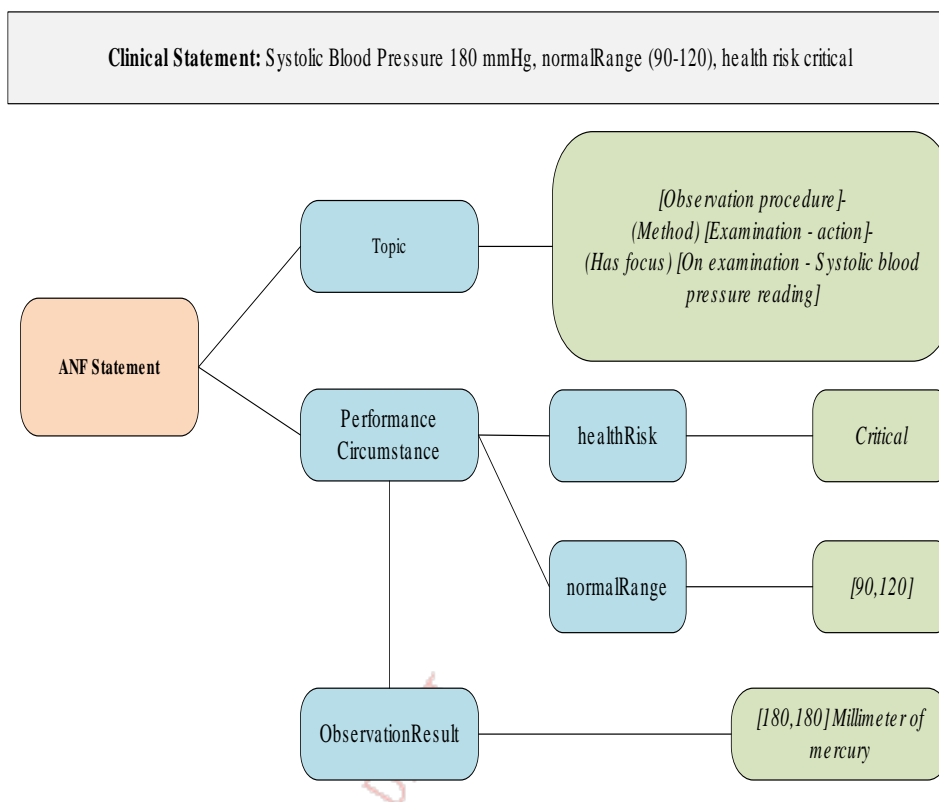 Clinical Statement: Systolic Blood Pressure 180 mmHg, normalRange (90-120), health risk critical
[Observation procedure]-
(Method) [Examination - action]-
(Has focus) [On examination - Systolic blood
pressure reading]
Topic
ANF Statement
Performance
Circumstance
healthRisk
Critical
normalRange
[90,120]
ObservationResult
[180,180] Millimeter of
mercury